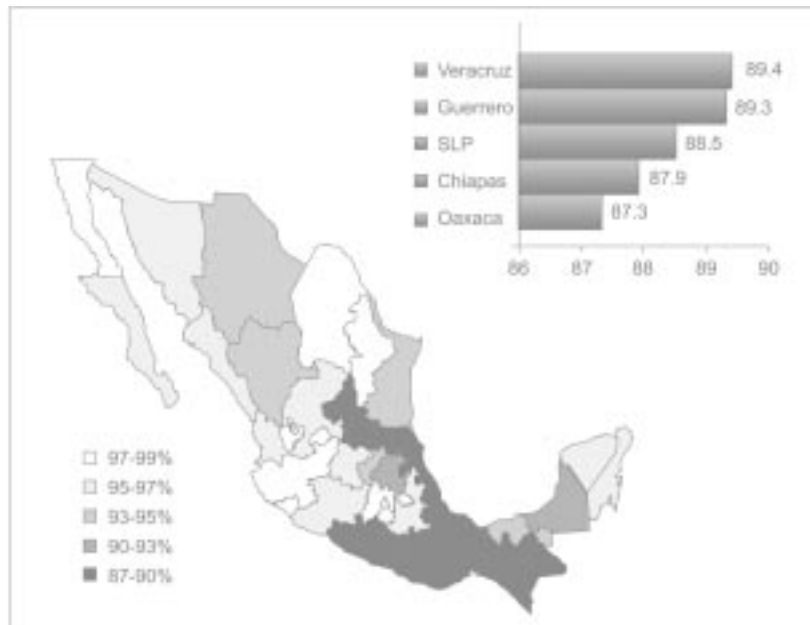 Veracruz 89.4
Guerrero 89.3
SLP 88.5
Chiapas 87.9
Oaxaca 87.3
86 87 88 89 90
97-99%
95-97%
93-95%
90-93%
87-90%